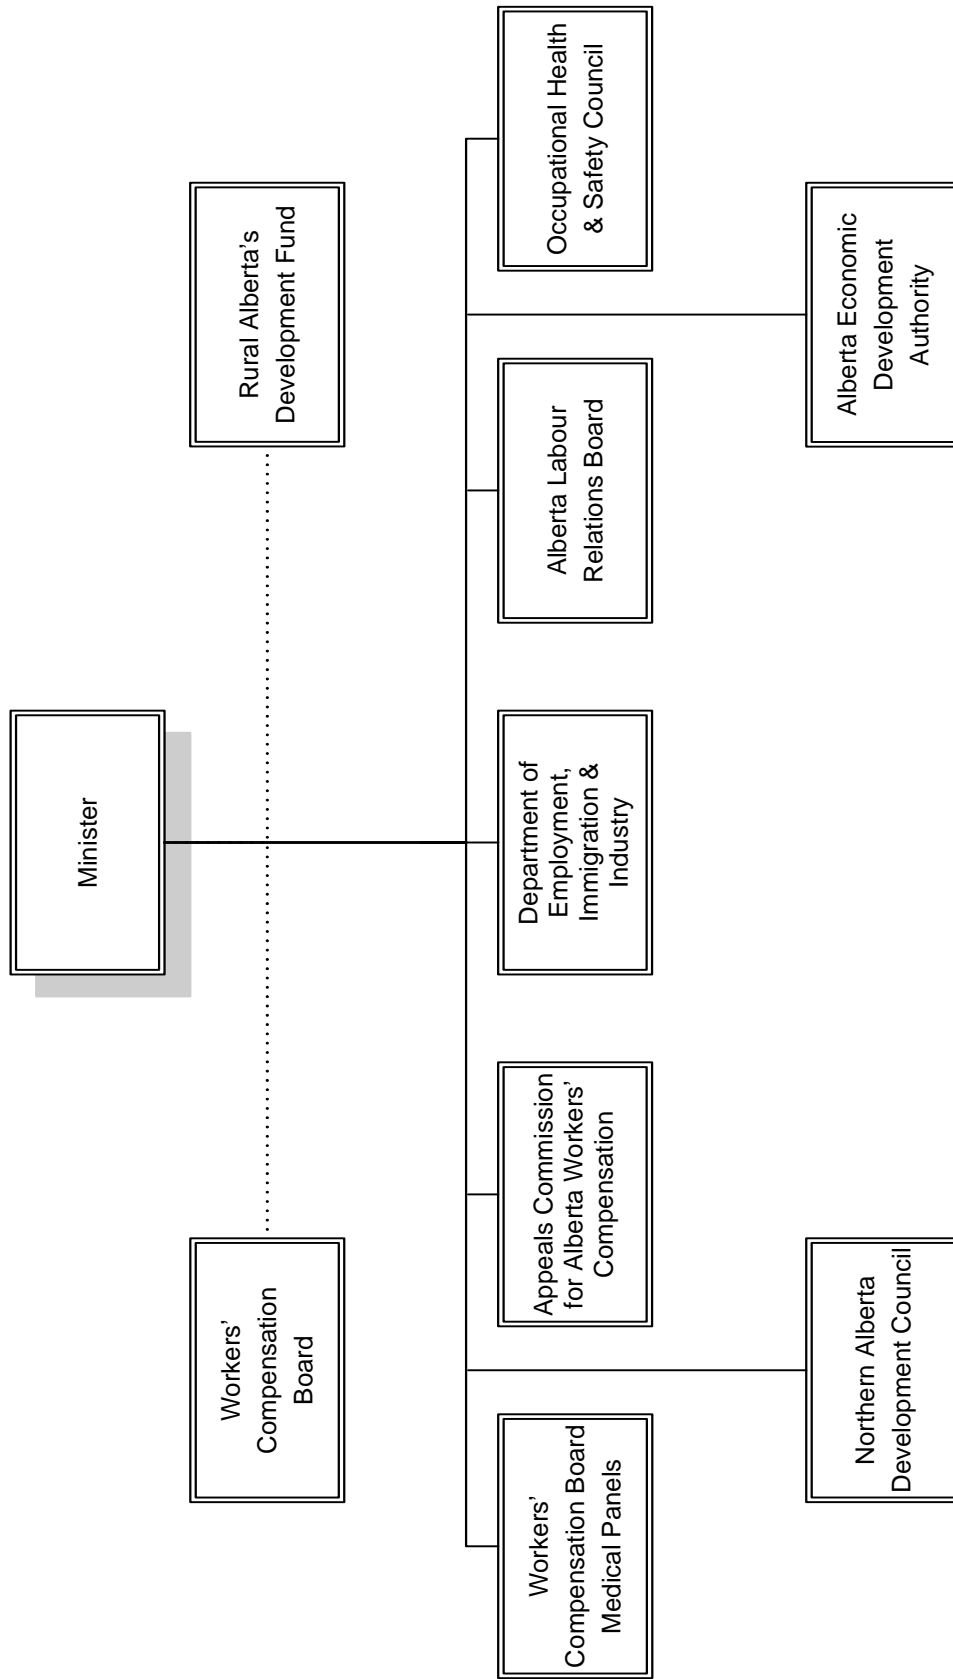 Minister
Workers'
Compensation
Board
Rural Alberta's
Development Fund
Workers'
Compensation Board
Medical Panels
Appeals Commission
for Alberta Workers'
Compensation
Department of
Employment,
Immigration &
Industry
Alberta Labour
Relations Board
Occupational Health
& Safety Council
Northern Alberta
Development Council
Alberta Economic
Development
Authority